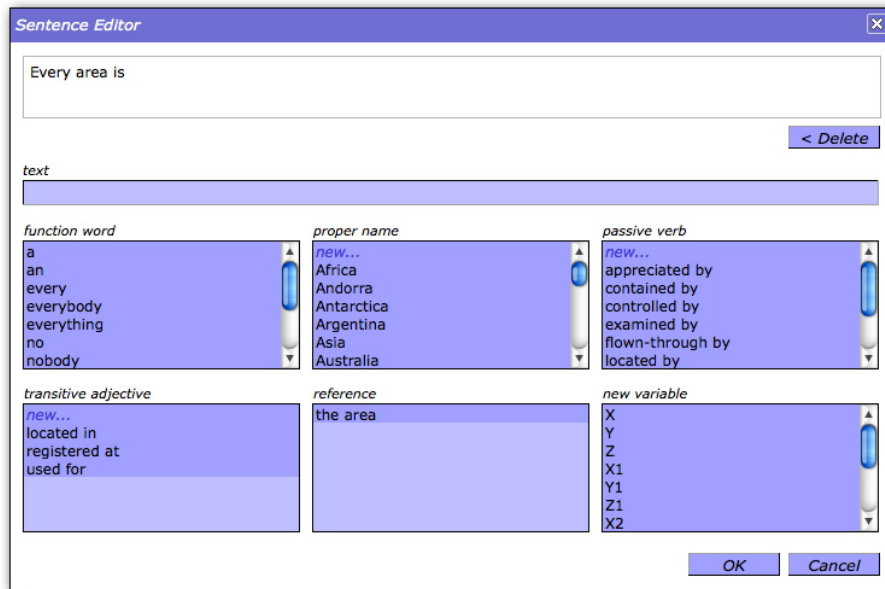 Sentence Editor
Every area is
< Delete
text
function word
a
an
every
everybody
everything
no
nobody
proper name
new...
Africa
Andorra
Antarctica
Argentina
Asia
Australia
passive verb
new...
appreciated by
contained by
controlled by
examined by
flown-through by
located by
transitive adjective
new...
located in
registered at
used for
reference
the area
new variable
X
Y
Z
X1
Y1
Z1
X2
OK
Cancel